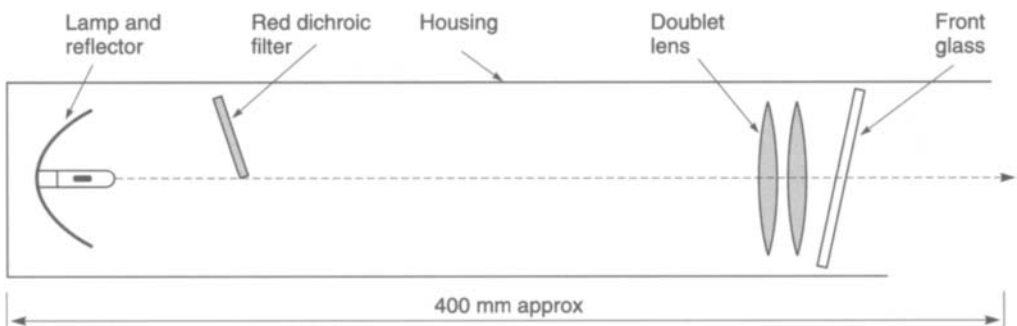 Lamp and
reflector
Red dichroic
filter
Housing
Doublet
lens
Front
glass
400 mm approx